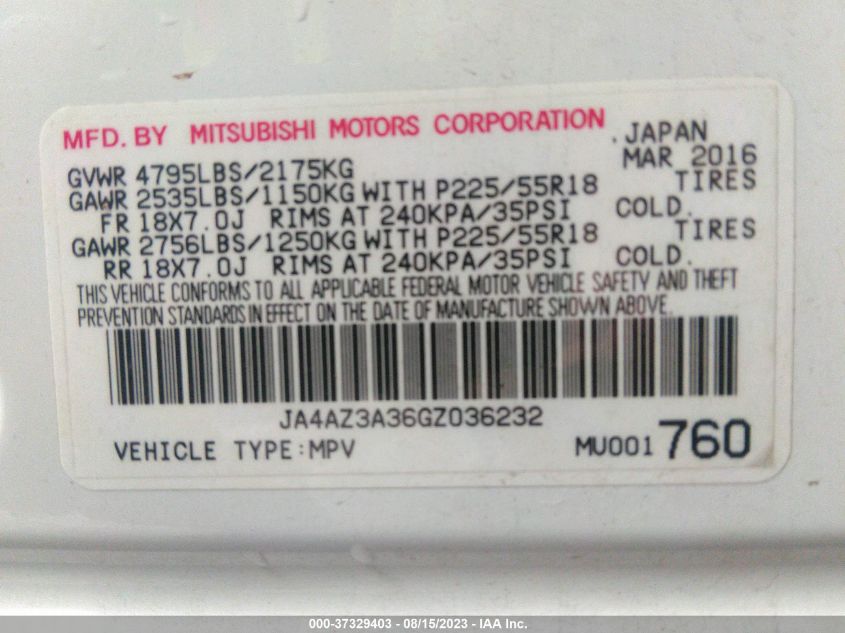 MFD. BY MITSUBISHI MOTORS CORPORATION . JAPAN
GVWR 4795LBS/2175KG MAR 2016
GAWR 2535LBS/1150KG WITH P225/55R18 TIRES
FR 18X7.0J RIMS AT 240KPA/35PSI COLD.
GAWR 2756LBS/1250KG WITH P225/55R18 TIRES
RR 18X7.0J RIMS AT 240KPA/35PSI COLD.
THIS VEHICLE CONFORMS TO ALL APPLICABLE FEDERAL MOTOR VEHICLE SAFETY AND THEFT
PREVENTION STANDARDS IN EFFECT ON THE DATE OF MANUFACTURE SHOWN ABOVE.
JA4AZ3A36GZ036232
VEHICLE TYPE:MPV MU001 760
000-37329403 - 08/15/2023 - IAA Inc.